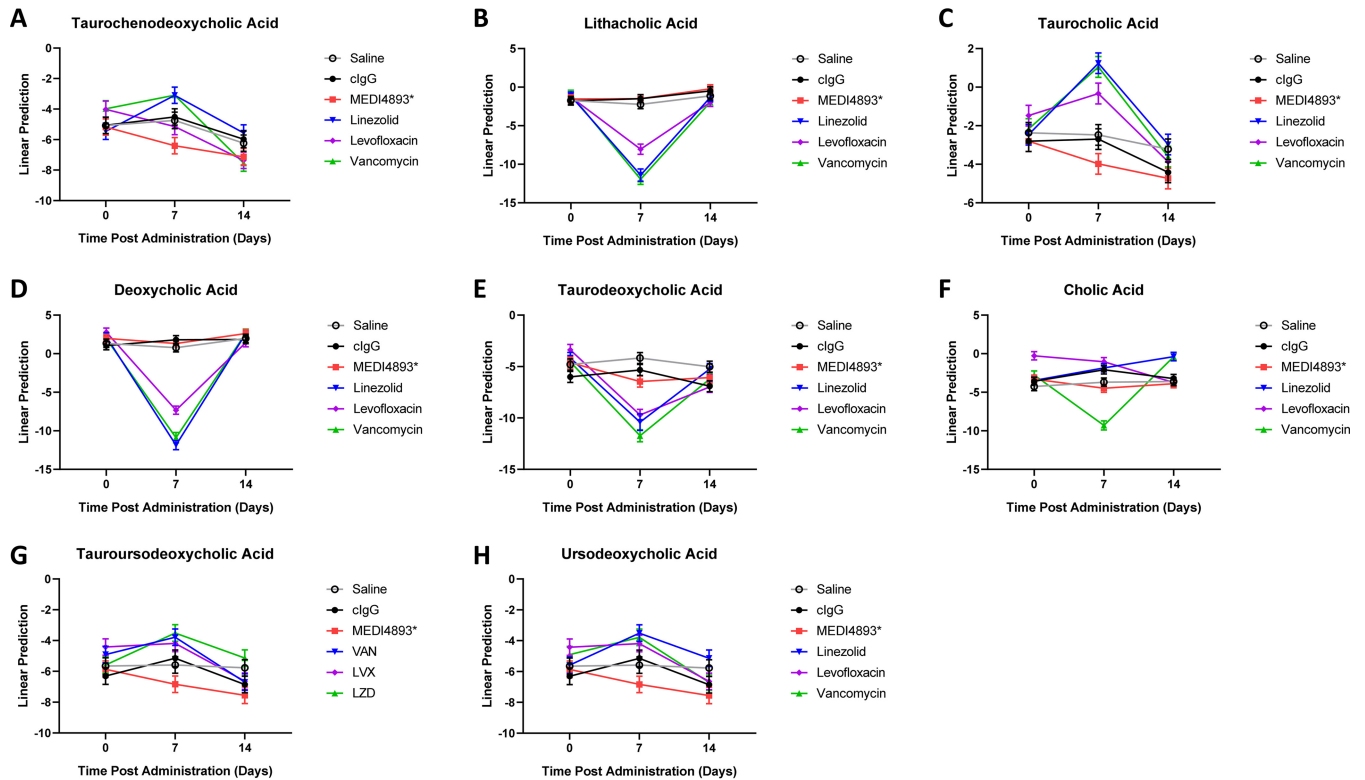 A
Taurochenodeoxycholic Acid
Linear Prediction
0
-2
-4
-6
-8
-10
0 7 14
Time Post Administration (Days)
Saline
cIgG
MEDI4893*
Linezolid
Levofloxacin
Vancomycin
B
Lithacholic Acid
Linear Prediction
5
0
-5
-10
-15
0 7 14
Time Post Administration (Days)
Saline
cIgG
MEDI4893*
Linezolid
Levofloxacin
Vancomycin
C
Taurocholic Acid
Linear Prediction
2
0
-2
-4
-6
0 7 14
Time Post Administration (Days)
Saline
cIgG
MEDI4893*
Linezolid
Levofloxacin
Vancomycin
D
Deoxycholic Acid
Linear Prediction
5
0
-5
-10
-15
0 7 14
Time Post Administration (Days)
Saline
cIgG
MEDI4893*
Linezolid
Levofloxacin
Vancomycin
E
Taurodeoxycholic Acid
Linear Prediction
0
-5
-10
-15
0 7 14
Time Post Administration (Days)
Saline
cIgG
MEDI4893*
Linezolid
Levofloxacin
Vancomycin
F
Cholic Acid
Linear Prediction
5
0
-5
-10
-15
0 7 14
Time Post Administration (Days)
Saline
cIgG
MEDI4893*
Linezolid
Levofloxacin
Vancomycin
G
Tauroursodeoxycholic Acid
Linear Prediction
0
-2
-4
-6
-8
-10
0 7 14
Time Post Administration (Days)
Saline
cIgG
MEDI4893*
VAN
LVX
LZD
H
Ursodeoxycholic Acid
Linear Prediction
0
-2
-4
-6
-8
-10
0 7 14
Time Post Administration (Days)
Saline
cIgG
MEDI4893*
Linezolid
Levofloxacin
Vancomycin